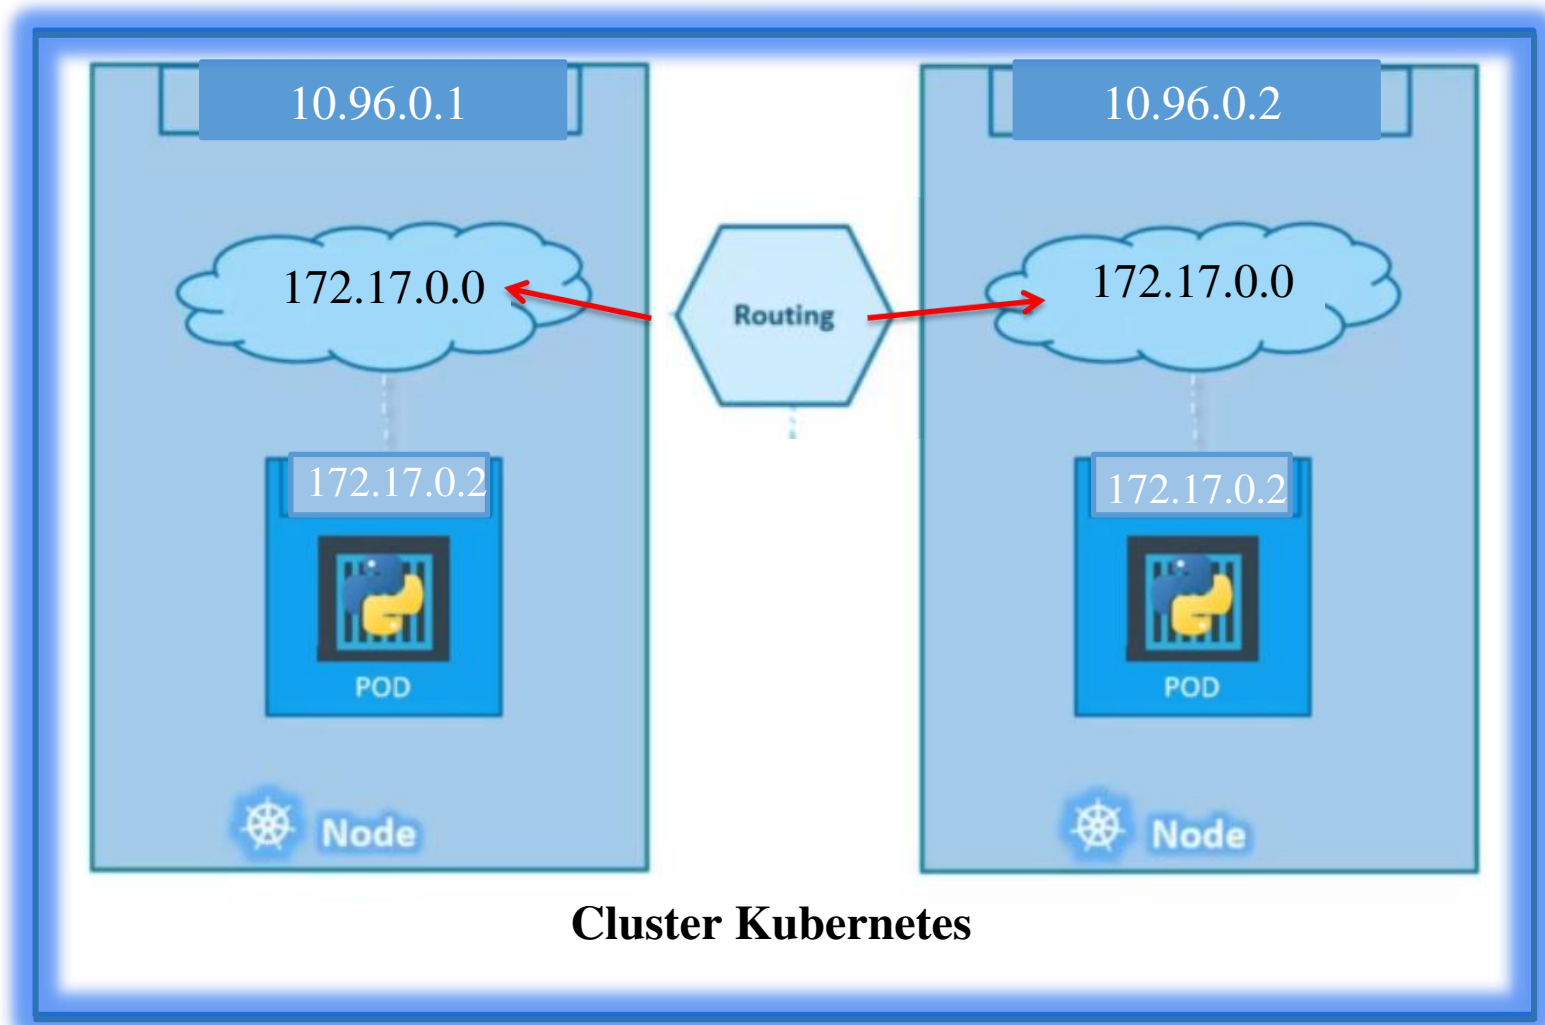 10.96.0.1
10.96.0.2
172.17.0.0
172.17.0.0
Routing
172.17.0.2
172.17.0.2
POD
POD
Node
Node
Cluster Kubernetes